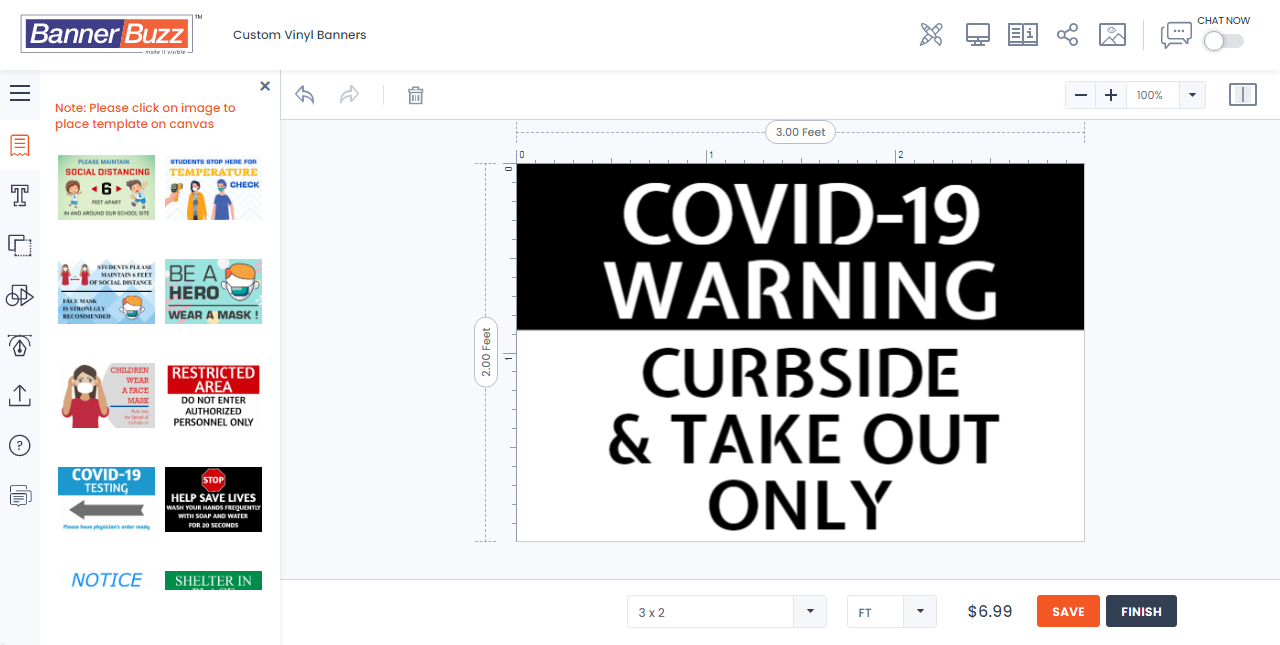 BannerBuzz TM
make it visible
Custom Vinyl Banners
CHAT NOW
Note: Please click on image to
place template on canvas
100%
3.00 Feet
0 1 2
0
1
2.00 Feet
PLEASE MAINTAIN
SOCIAL DISTANCING
6
FEET APART
IN AND AROUND OUR SCHOOL SITE
STUDENTS STOP HERE FOR
TEMPERATURE
CHECK
STUDENTS PLEASE
MAINTAIN 6 FEET
OF SOCIAL DISTANCE
FACE MASK
IS STRONLGLY
RECOMMENDED
BE A
HERO
WEAR A MASK !
CHILDREN
WEAR
A FACE
MASK
RESTRICTED
AREA
DO NOT ENTER
AUTHORIZED
PERSONNEL ONLY
COVID-19
TESTING
Please have physician's order ready
STOP
HELP SAVE LIVES
WASH YOUR HANDS FREQUENTLY
WITH SOAP AND WATER
FOR 20 SECONDS
NOTICE
SHELTER IN
PLACE
COVID-19
WARNING
CURBSIDE
& TAKE OUT
ONLY
3 x 2
FT
$6.99
SAVE
FINISH